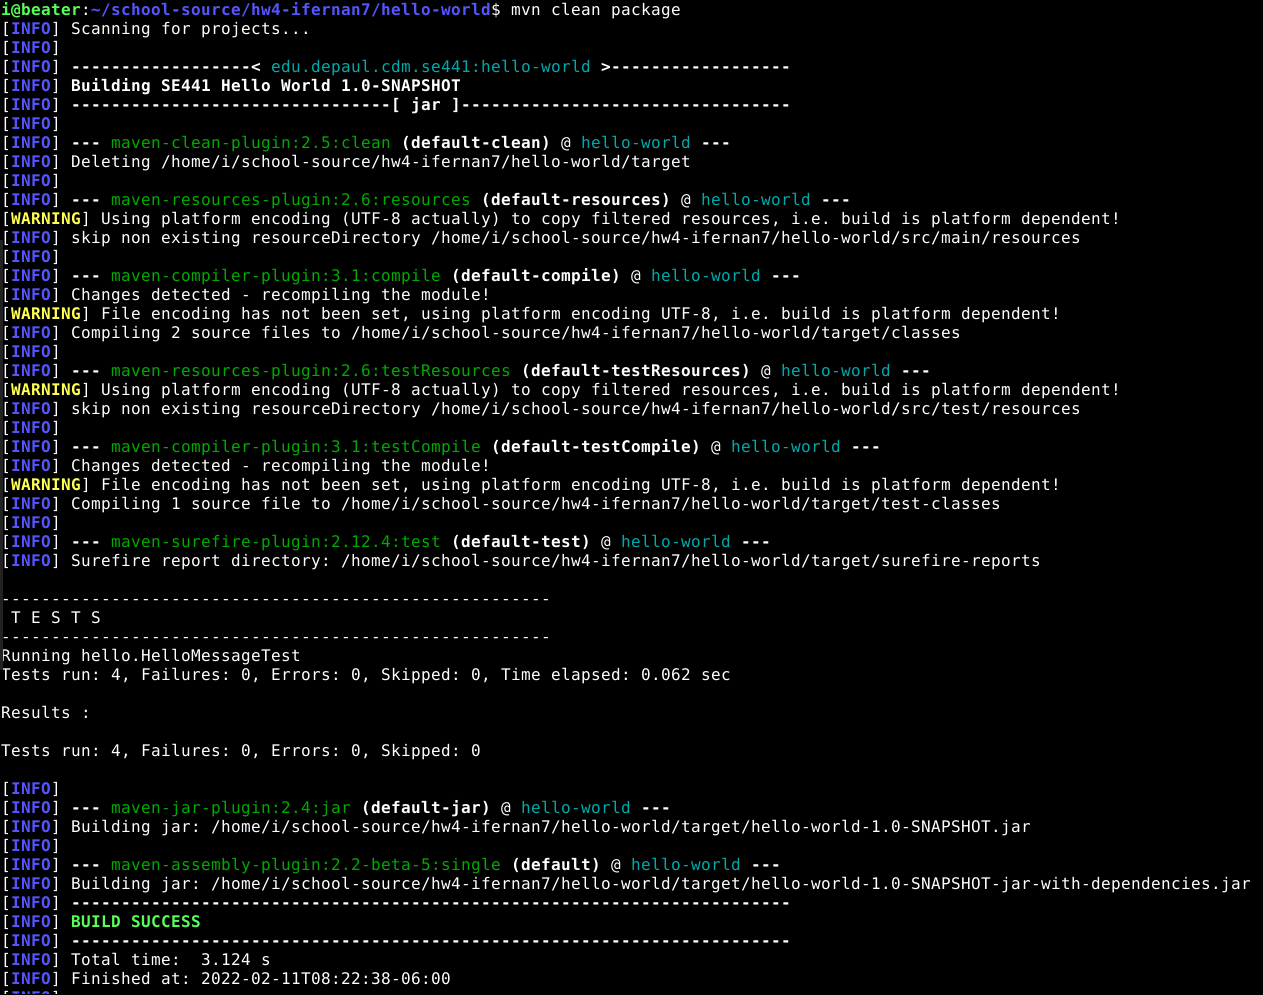 i@beater:~/school-source/hw4-ifernan7/hello-world$ mvn clean package
[INFO] Scanning for projects...
[INFO]
[INFO] ------------------< edu.depaul.cdm.se441:hello-world >------------------
[INFO] Building SE441 Hello World 1.0-SNAPSHOT
[INFO] --------------------------------[ jar ]---------------------------------
[INFO]
[INFO] --- maven-clean-plugin:2.5:clean (default-clean) @ hello-world ---
[INFO] Deleting /home/i/school-source/hw4-ifernan7/hello-world/target
[INFO]
[INFO] --- maven-resources-plugin:2.6:resources (default-resources) @ hello-world ---
[WARNING] Using platform encoding (UTF-8 actually) to copy filtered resources, i.e. build is platform dependent!
[INFO] skip non existing resourceDirectory /home/i/school-source/hw4-ifernan7/hello-world/src/main/resources
[INFO]
[INFO] --- maven-compiler-plugin:3.1:compile (default-compile) @ hello-world ---
[INFO] Changes detected - recompiling the module!
[WARNING] File encoding has not been set, using platform encoding UTF-8, i.e. build is platform dependent!
[INFO] Compiling 2 source files to /home/i/school-source/hw4-ifernan7/hello-world/target/classes
[INFO]
[INFO] --- maven-resources-plugin:2.6:testResources (default-testResources) @ hello-world ---
[WARNING] Using platform encoding (UTF-8 actually) to copy filtered resources, i.e. build is platform dependent!
[INFO] skip non existing resourceDirectory /home/i/school-source/hw4-ifernan7/hello-world/src/test/resources
[INFO]
[INFO] --- maven-compiler-plugin:3.1:testCompile (default-testCompile) @ hello-world ---
[INFO] Changes detected - recompiling the module!
[WARNING] File encoding has not been set, using platform encoding UTF-8, i.e. build is platform dependent!
[INFO] Compiling 1 source file to /home/i/school-source/hw4-ifernan7/hello-world/target/test-classes
[INFO]
[INFO] --- maven-surefire-plugin:2.12.4:test (default-test) @ hello-world ---
[INFO] Surefire report directory: /home/i/school-source/hw4-ifernan7/hello-world/target/surefire-reports
-------------------------------------------------------
T E S T S
-------------------------------------------------------
Running hello.HelloMessageTest
Tests run: 4, Failures: 0, Errors: 0, Skipped: 0, Time elapsed: 0.062 sec
Results :
Tests run: 4, Failures: 0, Errors: 0, Skipped: 0
[INFO]
[INFO] --- maven-jar-plugin:2.4:jar (default-jar) @ hello-world ---
[INFO] Building jar: /home/i/school-source/hw4-ifernan7/hello-world/target/hello-world-1.0-SNAPSHOT.jar
[INFO]
[INFO] --- maven-assembly-plugin:2.2-beta-5:single (default) @ hello-world ---
[INFO] Building jar: /home/i/school-source/hw4-ifernan7/hello-world/target/hello-world-1.0-SNAPSHOT-jar-with-dependencies.jar
[INFO] ------------------------------------------------------------------------
[INFO] BUILD SUCCESS
[INFO] ------------------------------------------------------------------------
[INFO] Total time:  3.124 s
[INFO] Finished at: 2022-02-11T08:22:38-06:00